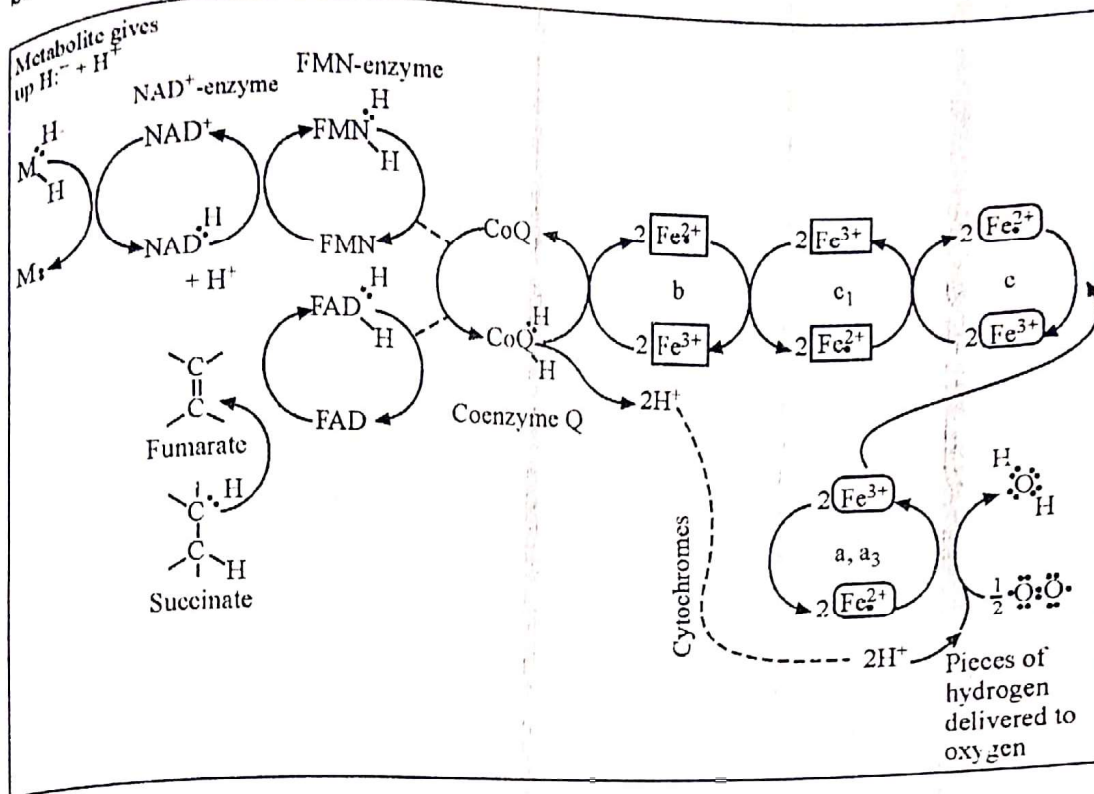 Metabolite gives
up H:⁻ + H⁺
NAD⁺-enzyme
FMN-enzyme
M
H
H
NAD⁺
FMN
H
H
NAD H
+ H⁺
M:
FMN
CoQ
2 Fe²⁺
2 Fe³⁺
2 Fe²⁺
b
c₁
c
FAD
H
H
CoQ
H
H
2 Fe³⁺
2 Fe²⁺
2 Fe³⁺
C
C
Fumarate
FAD
Coenzyme Q
2H⁺
C H
C H
Succinate
Cytochromes
2 Fe³⁺
a, a₃
2 Fe²⁺
H
O
H
½ O:O
2H⁺
Pieces of
hydrogen
delivered to
oxygen